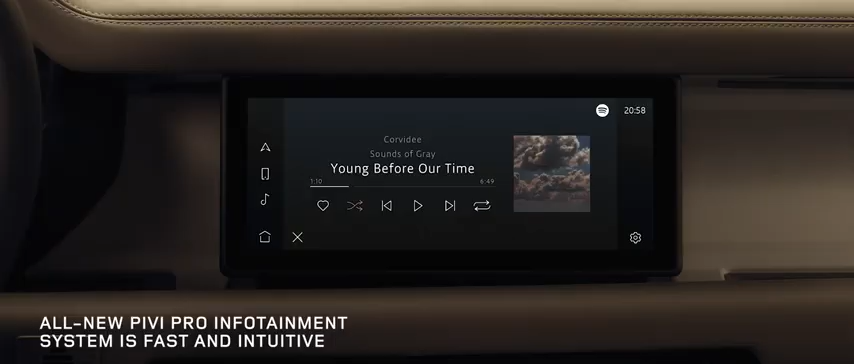 20:58
Corvidee
Sounds of Gray
Young Before Our Time
1:10
6:49
ALL-NEW PIVI PRO INFOTAINMENT
SYSTEM IS FAST AND INTUITIVE